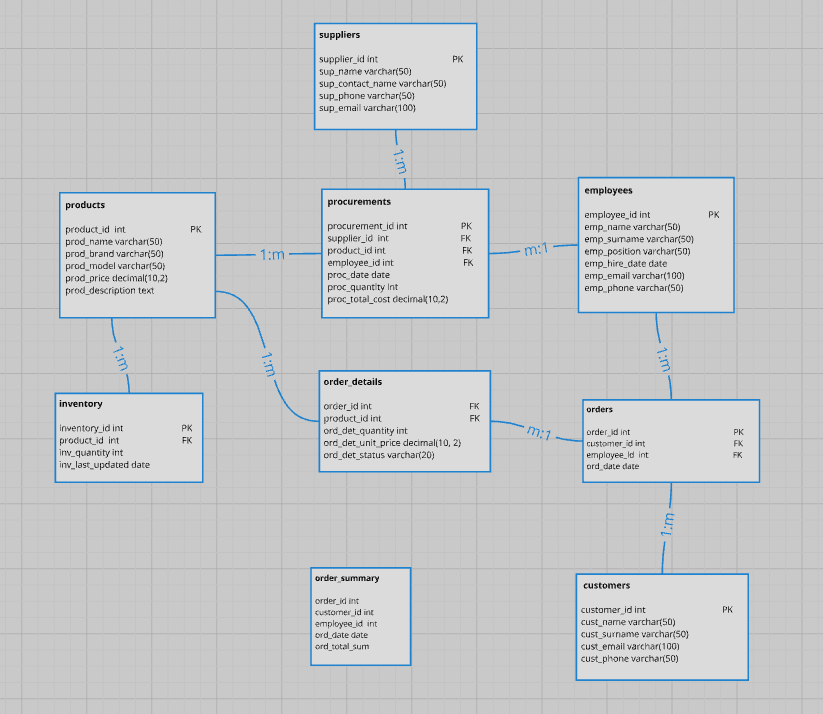 suppliers
supplier_id int PK
sup_name varchar(50)
sup_contact_name varchar(50)
sup_phone varchar(50)
sup_email varchar(100)
1:m
products
product_id int PK
prod_name varchar(50)
prod_brand varchar(50)
prod_model varchar(50)
prod_price decimal(10,2)
prod_description text
1:m
procurements
procurement_id int PK
supplier_id int FK
product_id int FK
employee_id int FK
proc_date date
proc_quantity int
proc_total_cost decimal(10,2)
m:1
employees
employee_id int PK
emp_name varchar(50)
emp_surname varchar(50)
emp_position varchar(50)
emp_hire_date date
emp_email varchar(100)
emp_phone varchar(50)
1:m
1:m
1:m
inventory
inventory_id int PK
product_id int FK
inv_quantity int
inv_last_updated date
order_details
order_id int FK
product_id int FK
ord_det_quantity int
ord_det_unit_price decimal(10, 2)
ord_det_status varchar(20)
m:1
orders
order_id int PK
customer_id int FK
employee_id int FK
ord_date date
1:m
order_summary
order_id int
customer_id int
employee_id int
ord_date date
ord_total_sum
customers
customer_id int PK
cust_name varchar(50)
cust_surname varchar(50)
cust_email varchar(100)
cust_phone varchar(50)